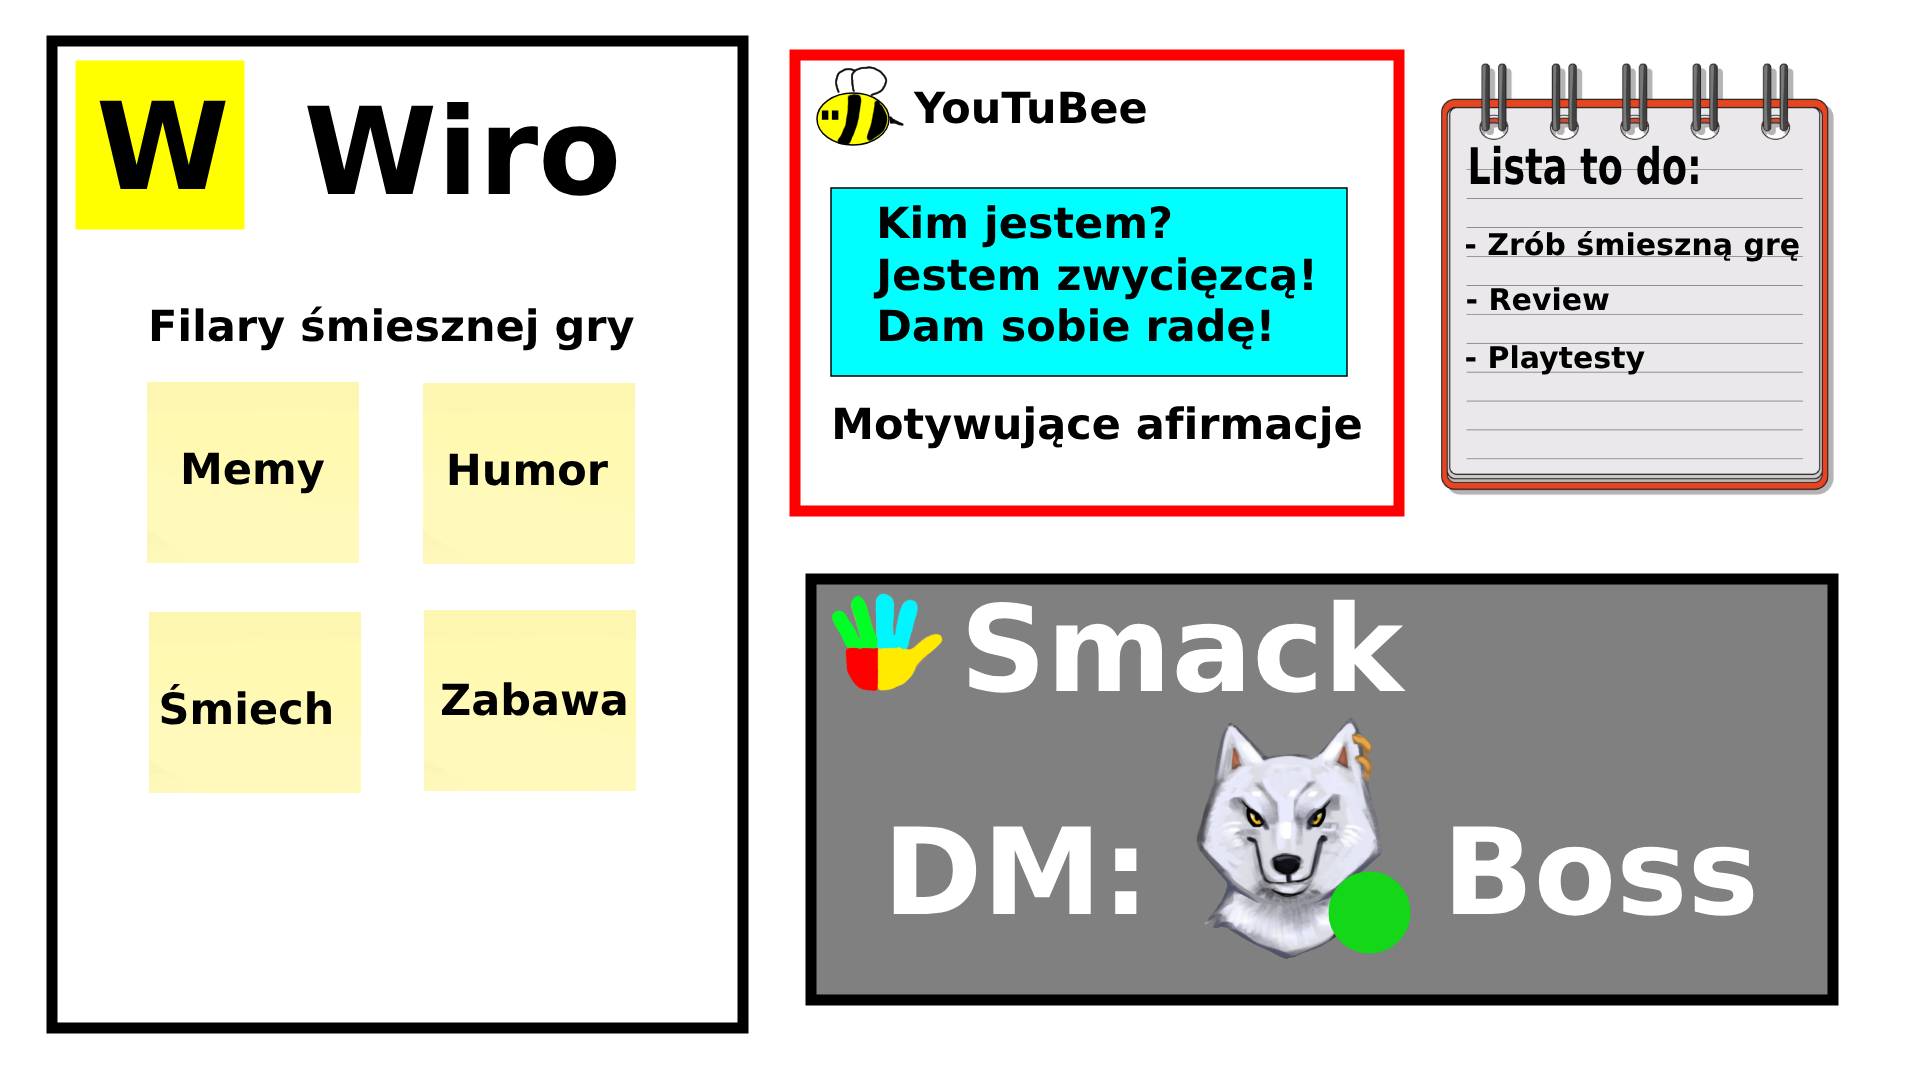 W Wiro
Filary śmiesznej gry
Memy
Humor
Śmiech
Zabawa
YouTuBee
Kim jestem?
Jestem zwycięzcą!
Dam sobie radę!
Motywujące afirmacje
Lista to do:
- Zrób śmieszną grę
- Review
- Playtesty
Smack
DM: Boss